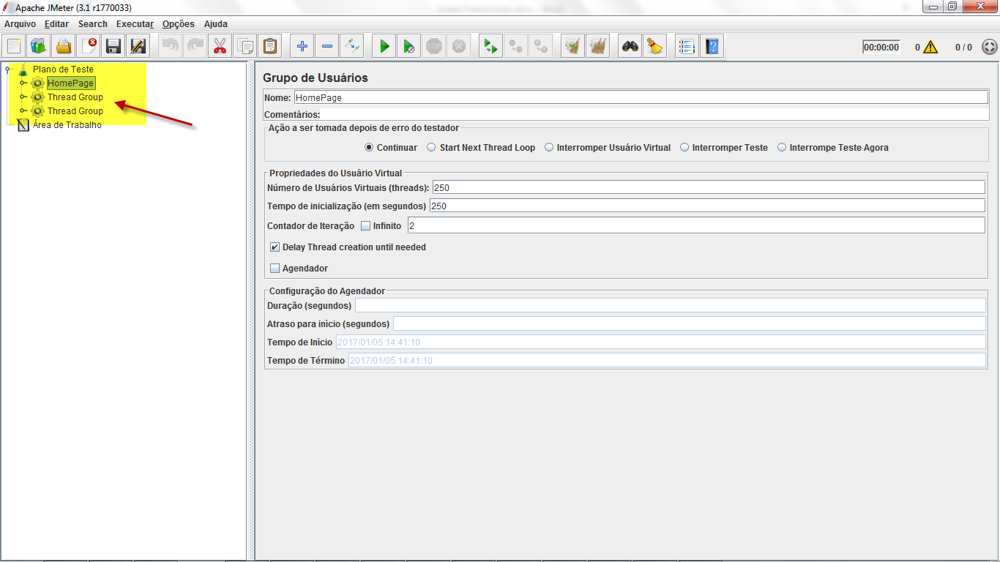 Apache JMeter (3.1 r1770033)
Arquivo Editar Search Executar Opções Ajuda
STOP
00:00:00 0 0 / 0
Plano de Teste
HomePage
Thread Group
Thread Group
Área de Trabalho
Grupo de Usuários
Nome: HomePage
Comentários:
Ação a ser tomada depois de erro do testador
Continuar Start Next Thread Loop Interromper Usuário Virtual Interromper Teste Interrompe Teste Agora
Propriedades do Usuário Virtual
Número de Usuários Virtuais (threads): 250
Tempo de inicialização (em segundos) 250
Contador de Iteração Infinito 2
Delay Thread creation until needed
Agendador
Configuração do Agendador
Duração (segundos)
Atraso para início (segundos)
Tempo de Início 2017/01/05 14:41:10
Tempo de Término 2017/01/05 14:41:10